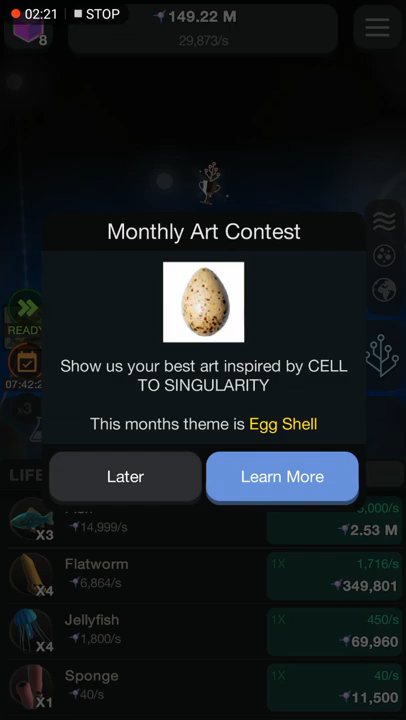 02:21 STOP
149.22 M
8
29,873/s
Monthly Art Contest
Show us your best art inspired by CELL
TO SINGULARITY
This months theme is Egg Shell
READY
07:42:2
x3
Later Learn More
LIFE
14,999/s
X3
2.53 M
Flatworm 1X 1,716/s
6,864/s 349,801
X4
Jellyfish 1X 450/s
1,800/s 69,960
X4
Sponge 1X 40/s
40/s 11,500
X1